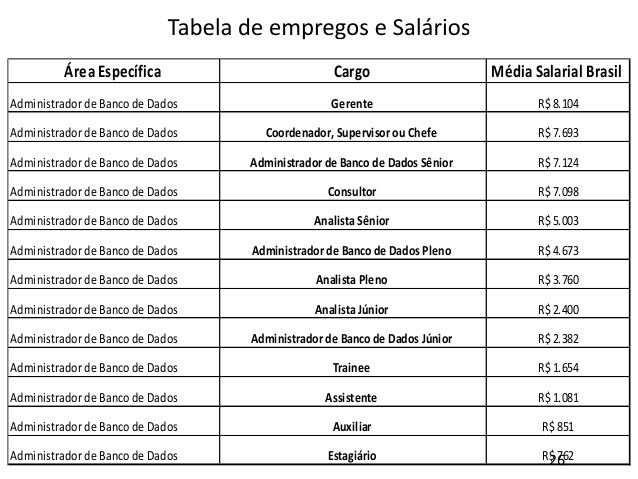 Tabela de empregos e Salários
Área Específica Cargo Média Salarial Brasil
Administrador de Banco de Dados Gerente R$ 8.104
Administrador de Banco de Dados Coordenador, Supervisor ou Chefe R$ 7.693
Administrador de Banco de Dados Administrador de Banco de Dados Sênior R$ 7.124
Administrador de Banco de Dados Consultor R$ 7.098
Administrador de Banco de Dados Analista Sênior R$ 5.003
Administrador de Banco de Dados Administrador de Banco de Dados Pleno R$ 4.673
Administrador de Banco de Dados Analista Pleno R$ 3.760
Administrador de Banco de Dados Analista Júnior R$ 2.400
Administrador de Banco de Dados Administrador de Banco de Dados Júnior R$ 2.382
Administrador de Banco de Dados Trainee R$ 1.654
Administrador de Banco de Dados Assistente R$ 1.081
Administrador de Banco de Dados Auxiliar R$ 851
Administrador de Banco de Dados Estagiário R$ 762
26